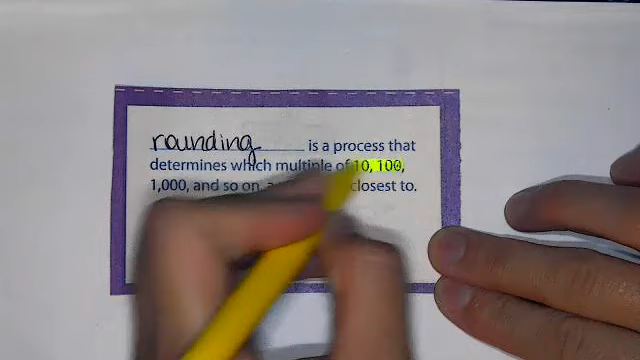 rounding is a process that
determines which multiple of 10, 100,
1,000, and so on, closest to.